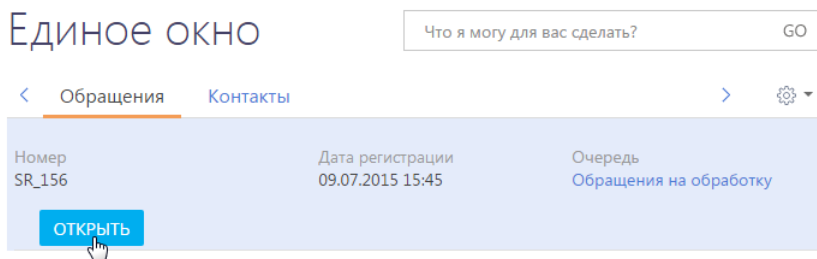 Единое окно
Что я могу для вас сделать? GO
Обращения Контакты
Номер Дата регистрации Очередь
SR_156 09.07.2015 15:45 Обращения на обработку
ОТКРЫТЬ